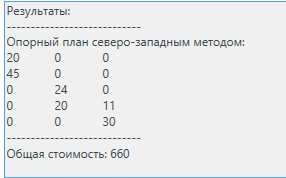 Результаты:
----------------------------
Опорный план северо-западным методом:
20 0 0
45 0 0
0 24 0
0 20 11
0 0 30
----------------------------
Общая стоимость: 660